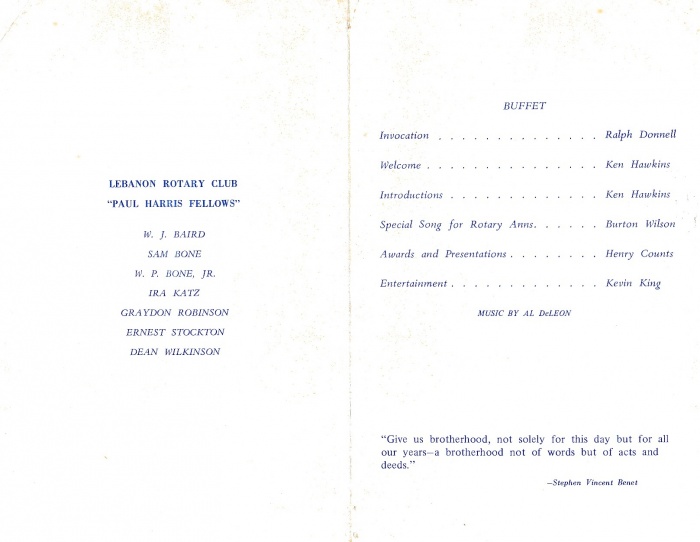 LEBANON ROTARY CLUB
"PAUL HARRIS FELLOWS"
W. J. BAIRD
SAM BONE
W. P. BONE, JR.
IRA KATZ
GRAYDON ROBINSON
ERNEST STOCKTON
DEAN WILKINSON
BUFFET
Invocation . . . . . . . . . . . . . . Ralph Donnell
Welcome . . . . . . . . . . . . . . . Ken Hawkins
Introductions . . . . . . . . . . . . . Ken Hawkins
Special Song for Rotary Anns. . . . . . Burton Wilson
Awards and Presentations . . . . . . . . Henry Counts
Entertainment . . . . . . . . . . . . . Kevin King
MUSIC BY AL DeLEON
"Give us brotherhood, not solely for this day but for all
our years—a brotherhood not of words but of acts and
deeds."
—Stephen Vincent Benet